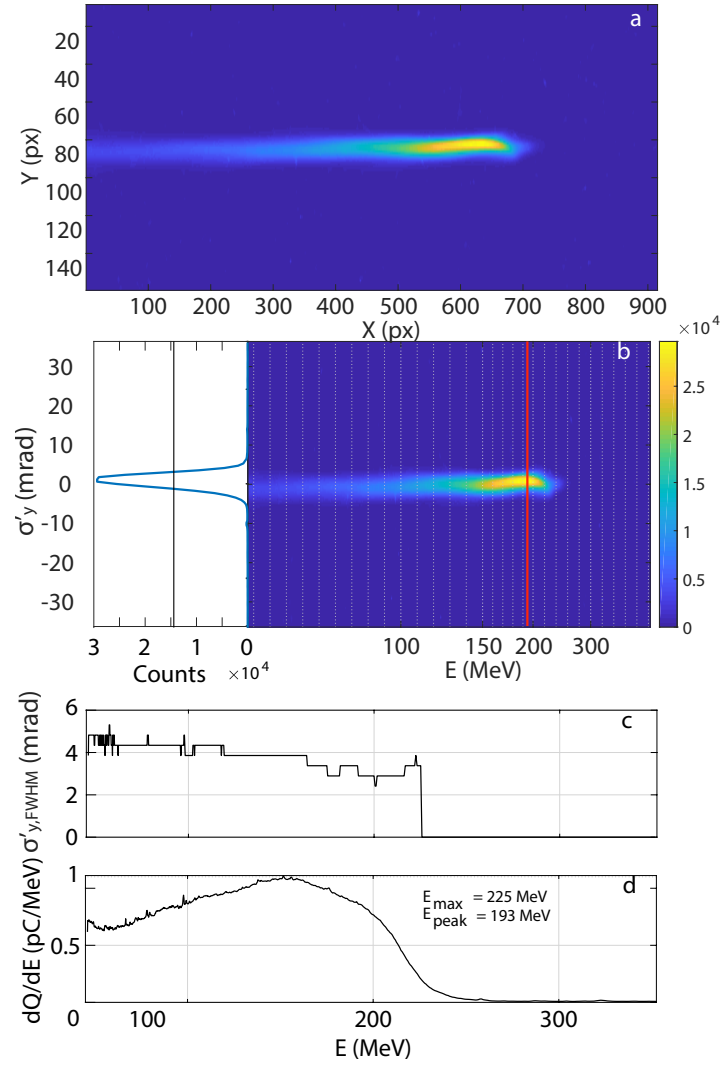 a
20
40
60
80
100
120
140
Y (px)
100 200 300 400 500 600 700 800 900
X (px)
b
×10⁴
30
20
10
0
-10
-20
-30
σ′y (mrad)
3 2 1 0
Counts ×10⁴
100 150 200 300
E (MeV)
2.5
2
1.5
1
0.5
0
c
6
4
2
0
σ′y,FWHM (mrad)
d
1
0.5
dQ/dE (pC/MeV)
Emax = 225 MeV
Epeak = 193 MeV
0 100 200 300
E (MeV)